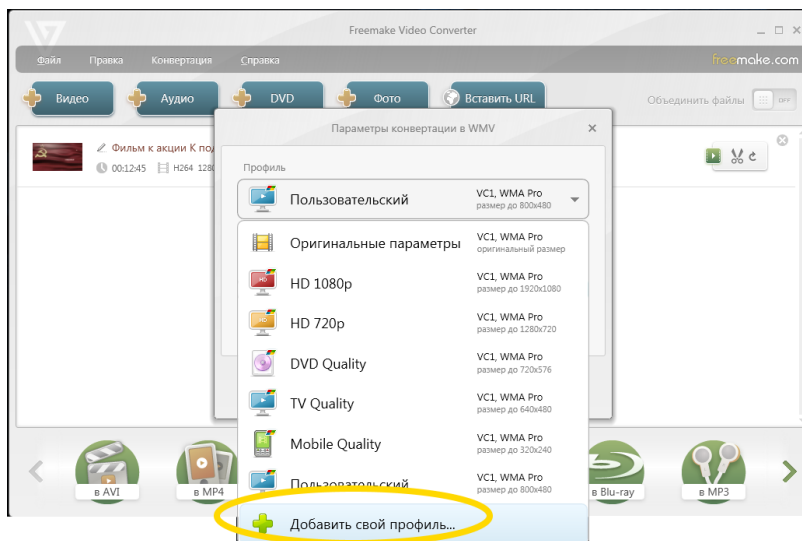 Freemake Video Converter
Файл Правка Конвертация Справка freemake.com
Видео Аудио DVD Фото Вставить URL Объединить файлы OFF
Параметры конвертации в WMV
Фильм к акции К
00:12:45 H264
Профиль
Пользовательский VC1, WMA Pro
размер до 800x480
Оригинальные параметры VC1, WMA Pro
оригинальный размер
HD 1080p VC1, WMA Pro
размер до 1920x1080
HD 720p VC1, WMA Pro
размер до 1280x720
DVD Quality VC1, WMA Pro
размер до 720x576
TV Quality VC1, WMA Pro
размер до 640x480
Mobile Quality VC1, WMA Pro
размер до 320x240
Пользовательский VC1, WMA Pro
размер до 800x480
в AVI в MP4 в Blu-ray в MP3
Добавить свой профиль...